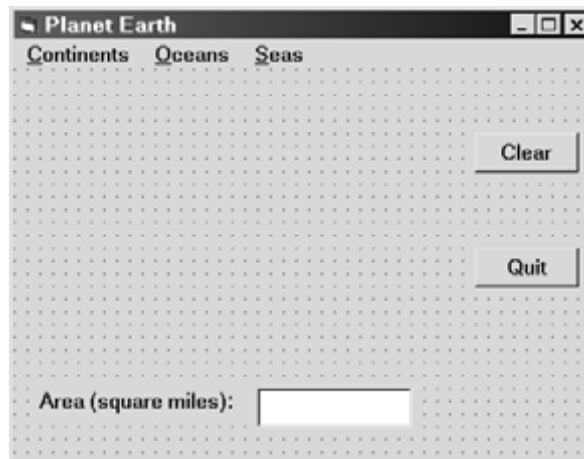 Planet Earth
Continents Oceans Seas
Clear
Quit
Area (square miles):